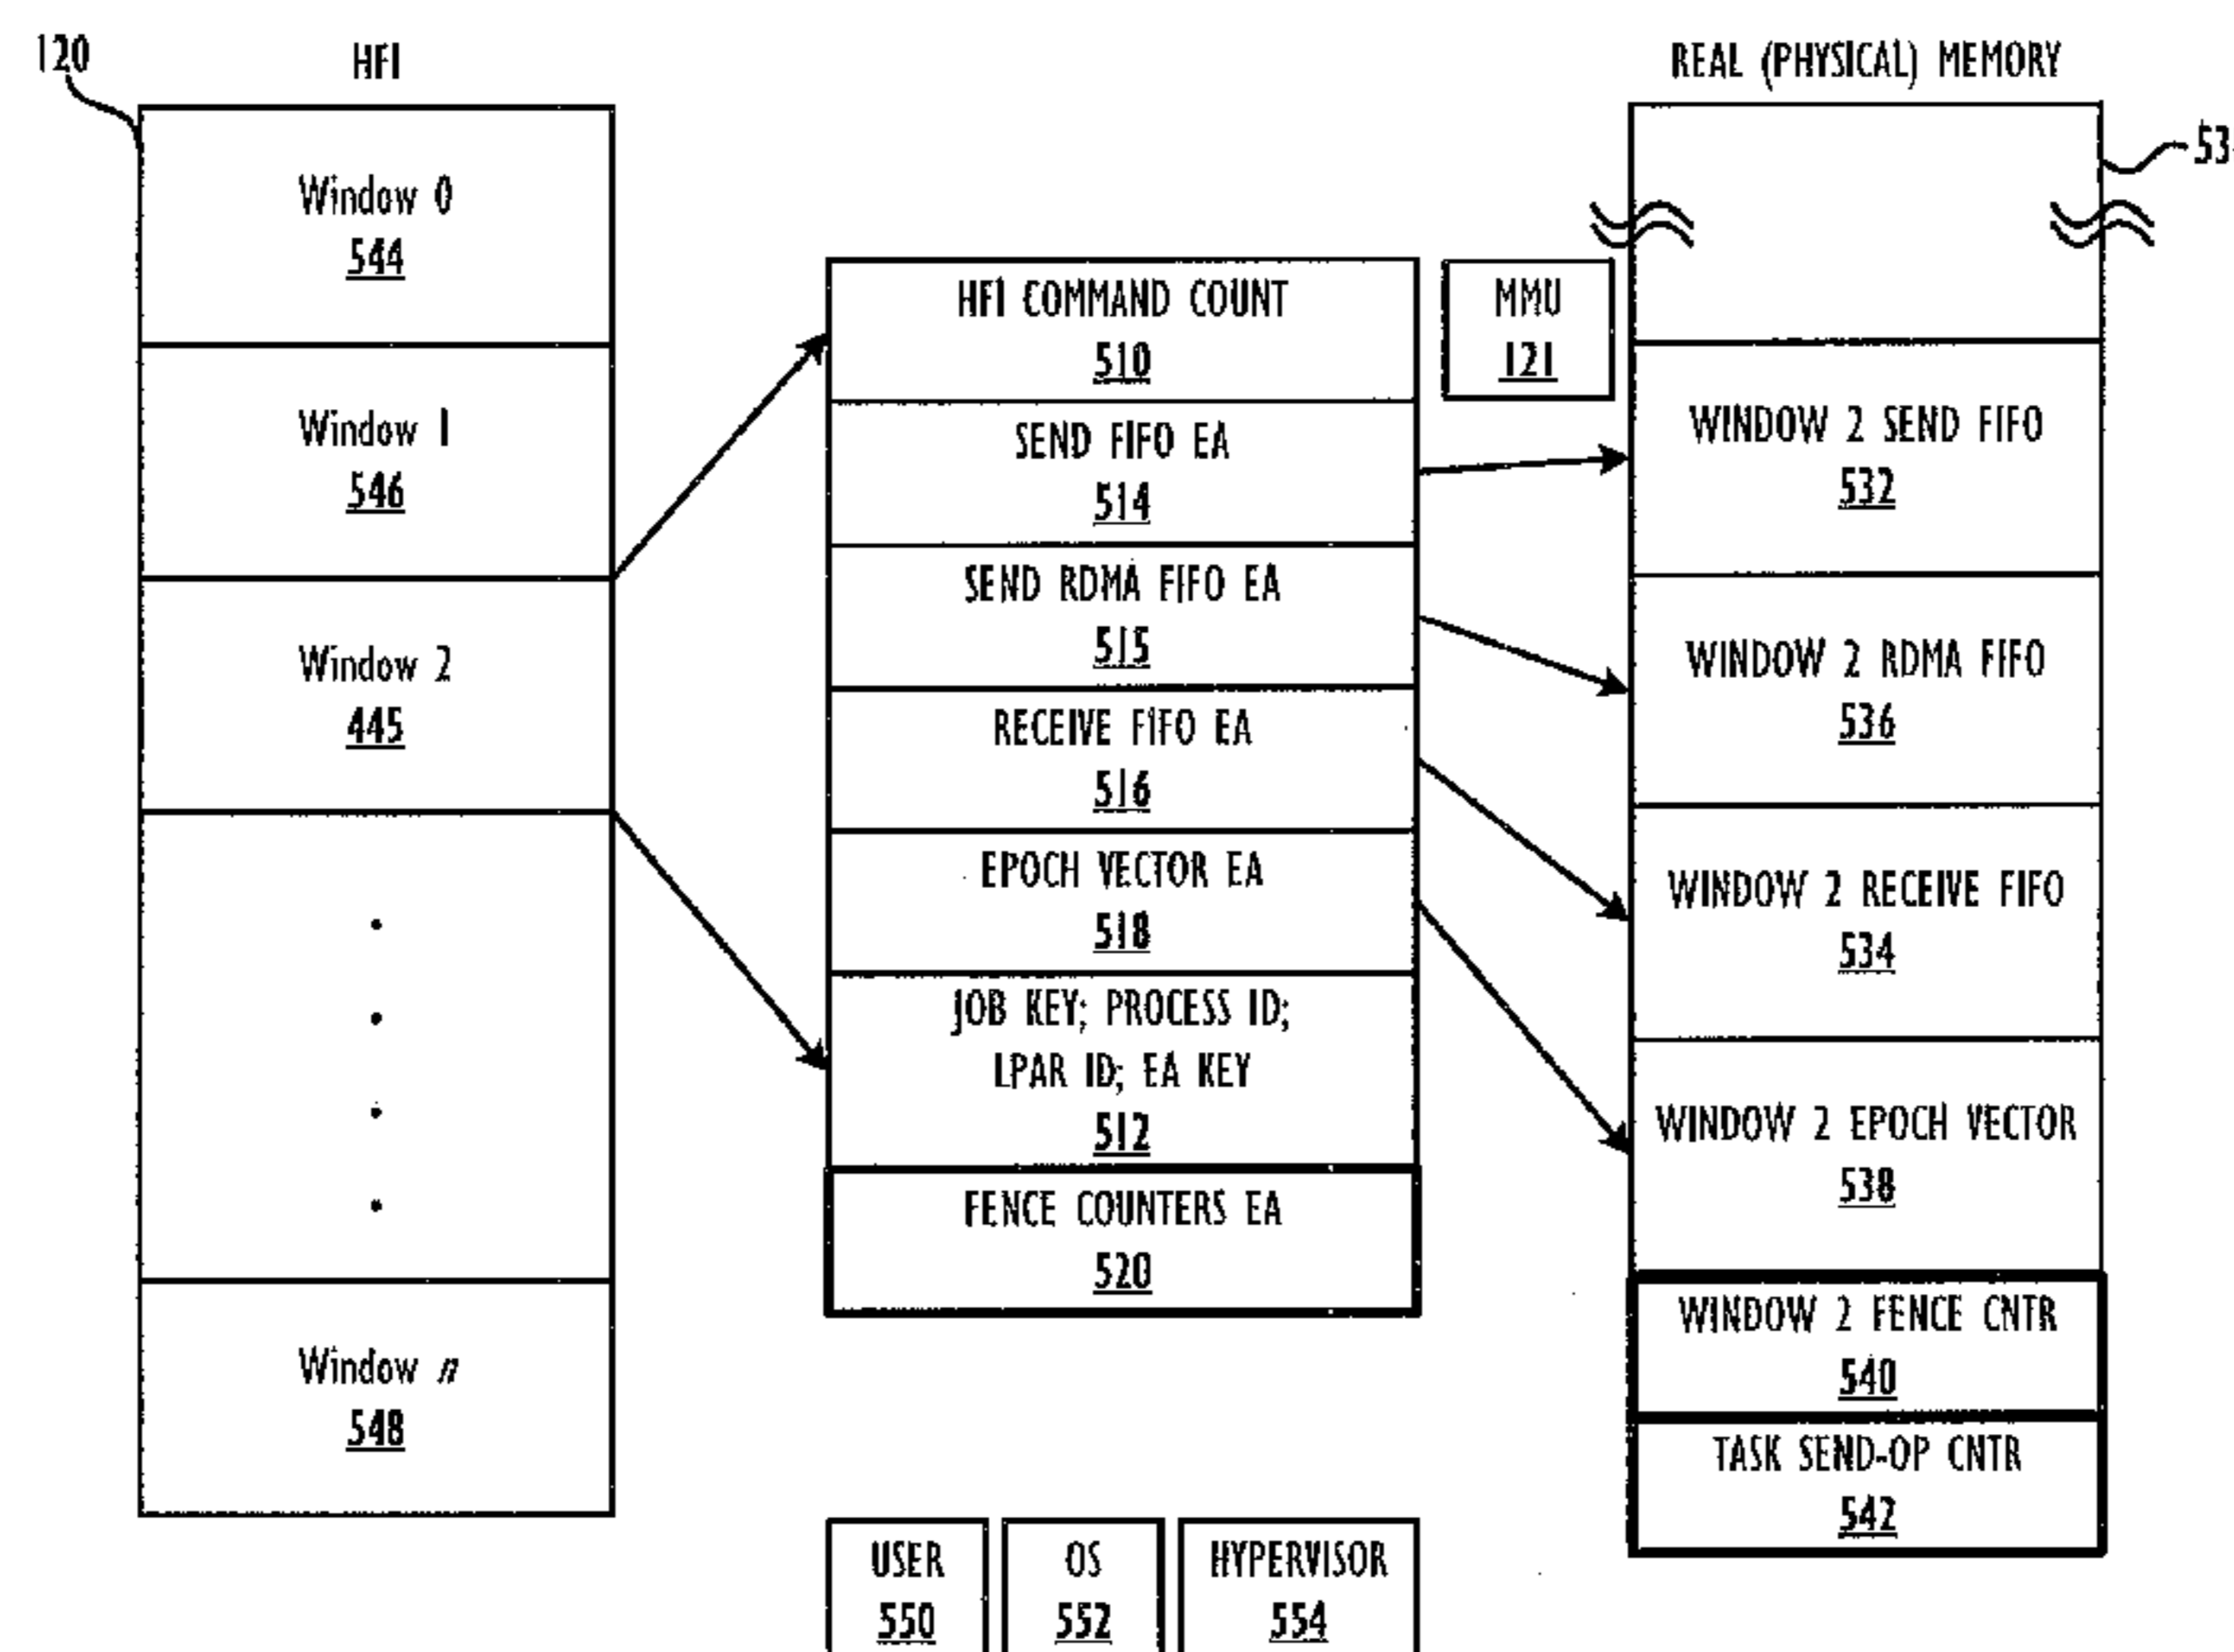 120
HFI
Window 0
544
Window 1
546
Window 2
445
Window n
548
HFI COMMAND COUNT
510
SEND FIFO EA
514
SEND RDMA FIFO EA
515
RECEIVE FIFO EA
516
EPOCH VECTOR EA
518
JOB KEY; PROCESS ID;
LPAR ID; EA KEY
512
FENCE COUNTERS EA
520
USER
550
OS
552
HYPERVISOR
554
MMU
121
REAL (PHYSICAL) MEMORY
WINDOW 2 SEND FIFO
532
WINDOW 2 RDMA FIFO
536
WINDOW 2 RECEIVE FIFO
534
WINDOW 2 EPOCH VECTOR
538
WINDOW 2 FENCE CNTR
540
TASK SEND-OP CNTR
542